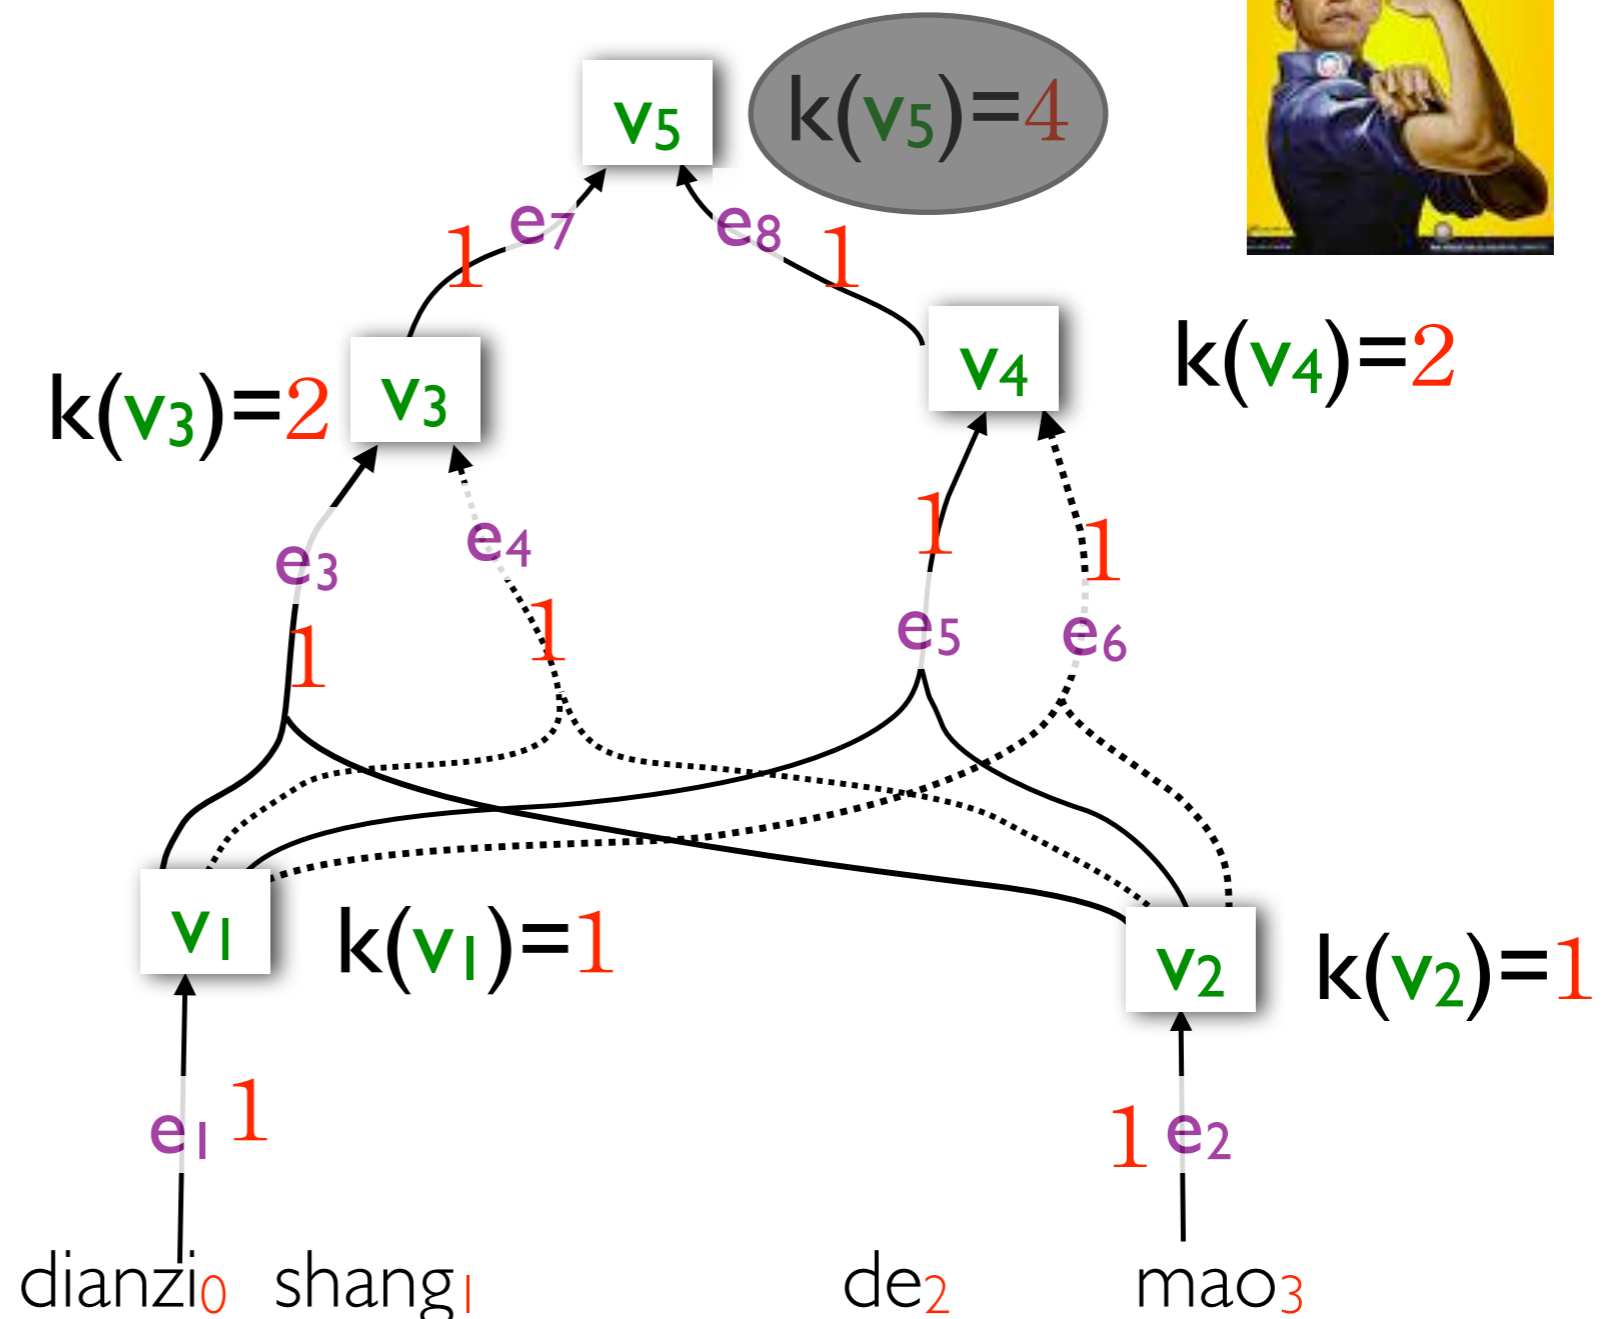 v5 k(v5)=4
e7 e8
1 1
k(v3)=2 v3 v4 k(v4)=2
1 1
e3 e4
1 1 e5 e6
v1 k(v1)=1 v2 k(v2)=1
e1 1 1 e2
dianzi0 shang1 de2 mao3